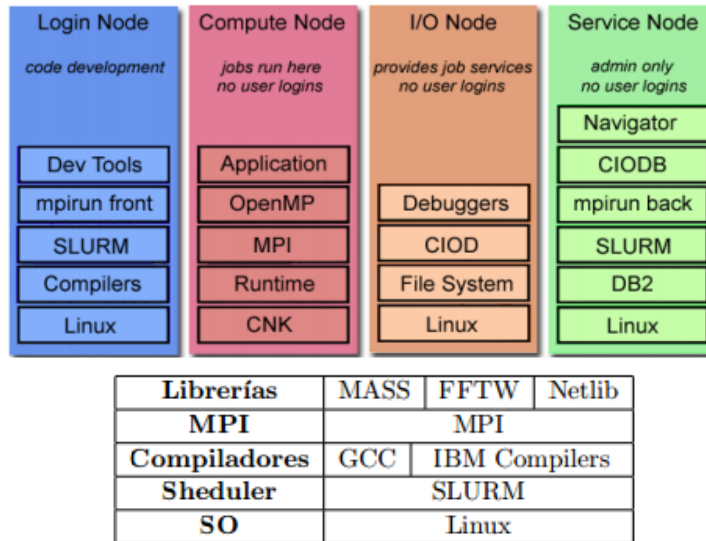 Login Node
code development
Dev Tools
mpirun front
SLURM
Compilers
Linux
Compute Node
jobs run here
no user logins
Application
OpenMP
MPI
Runtime
CNK
I/O Node
provides job services
no user logins
Debuggers
CIOD
File System
Linux
Service Node
admin only
no user logins
Navigator
CIODB
mpirun back
SLURM
DB2
Linux
Librerías MASS FFTW Netlib
MPI MPI
Compiladores GCC IBM Compilers
Sheduler SLURM
SO Linux